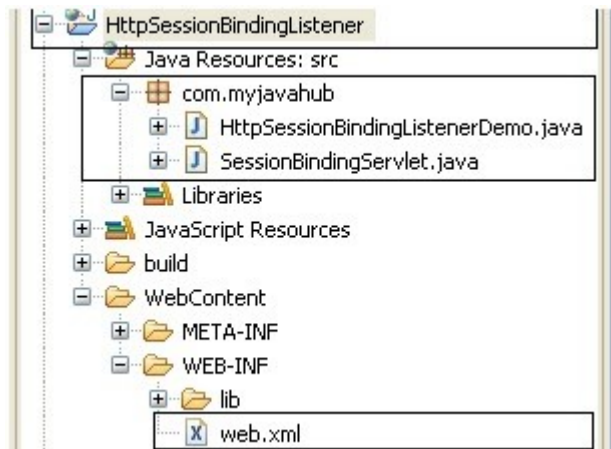 HttpSessionBindingListener
Java Resources: src
com.myjavahub
HttpSessionBindingListenerDemo.java
SessionBindingServlet.java
Libraries
JavaScript Resources
build
WebContent
META-INF
WEB-INF
lib
web.xml